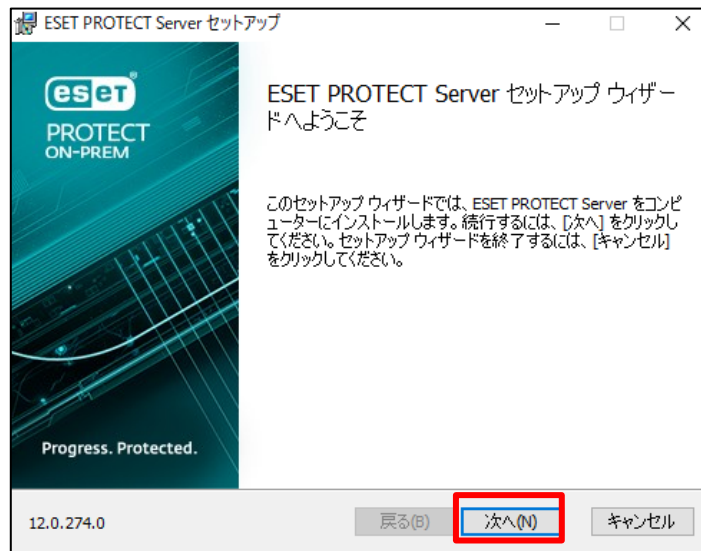 ESET PROTECT Server セットアップ
eset
PROTECT
ON-PREM
ESET PROTECT Server セットアップ ウィザー
ドへようこそ
このセットアップ ウィザードでは、ESET PROTECT Server をコンピ
ューターにインストールします。続行するには、[次へ] をクリックし
てください。セットアップ ウィザードを終了するには、[キャンセル]
をクリックしてください。
Progress. Protected.
12.0.274.0
戻る(B)
次へ(N)
キャンセル